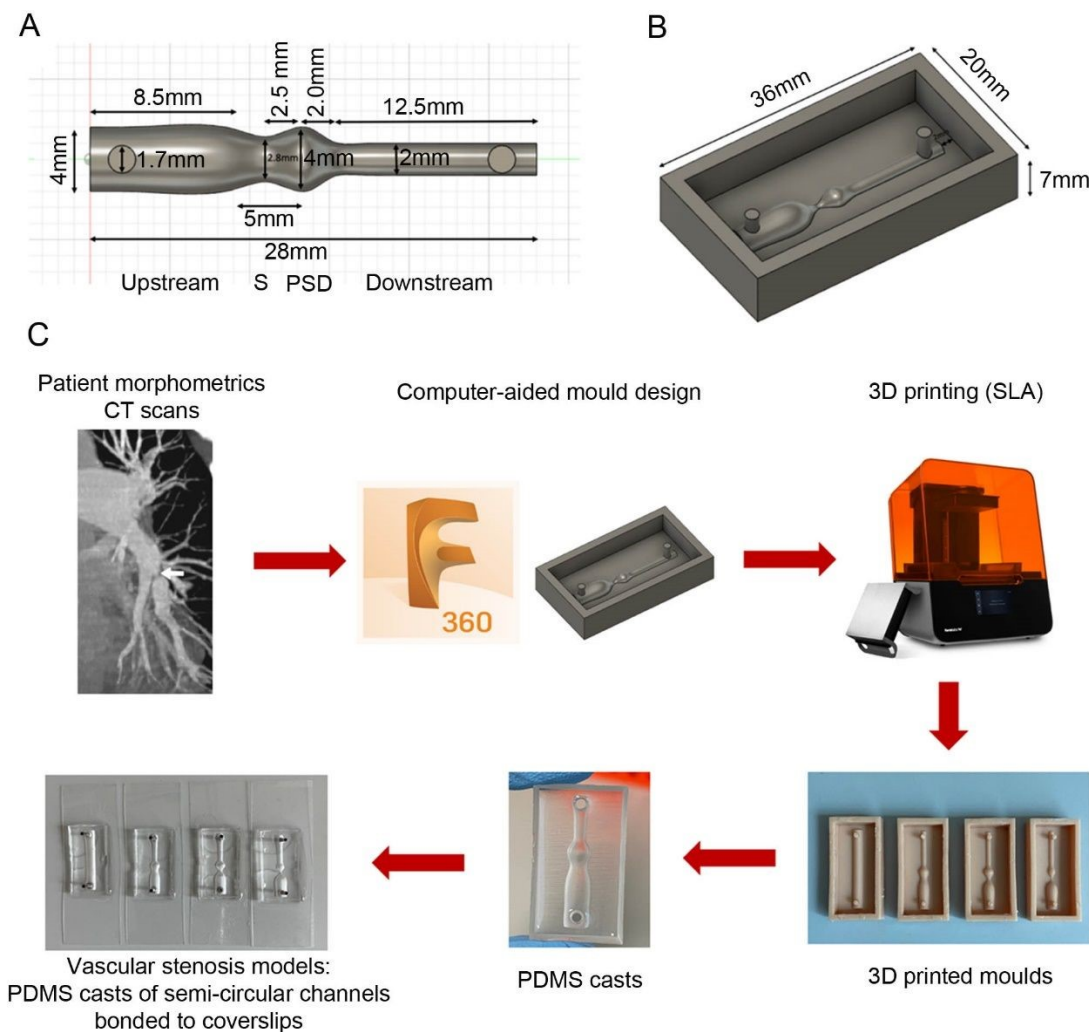 A
8.5mm
2.5 mm
2.0mm
12.5mm
4mm
1.7mm
2.8mm
4mm
2mm
5mm
28mm
Upstream S PSD Downstream
B
36mm
20mm
7mm
C
Patient morphometrics
CT scans
Computer-aided mould design
3D printing (SLA)
F
360
Vascular stenosis models:
PDMS casts of semi-circular channels
bonded to coverslips
PDMS casts
3D printed moulds